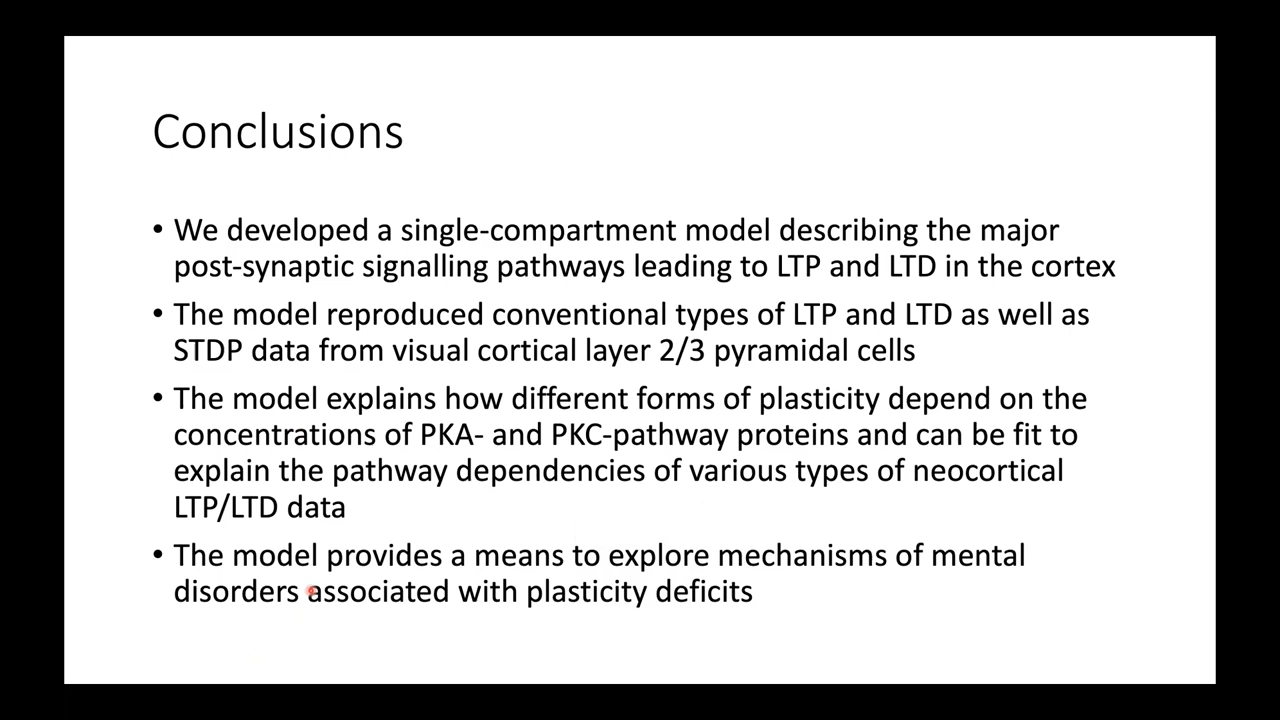 Conclusions
• We developed a single-compartment model describing the major
post-synaptic signalling pathways leading to LTP and LTD in the cortex
• The model reproduced conventional types of LTP and LTD as well as
STDP data from visual cortical layer 2/3 pyramidal cells
• The model explains how different forms of plasticity depend on the
concentrations of PKA- and PKC-pathway proteins and can be fit to
explain the pathway dependencies of various types of neocortical
LTP/LTD data
• The model provides a means to explore mechanisms of mental
disorders associated with plasticity deficits